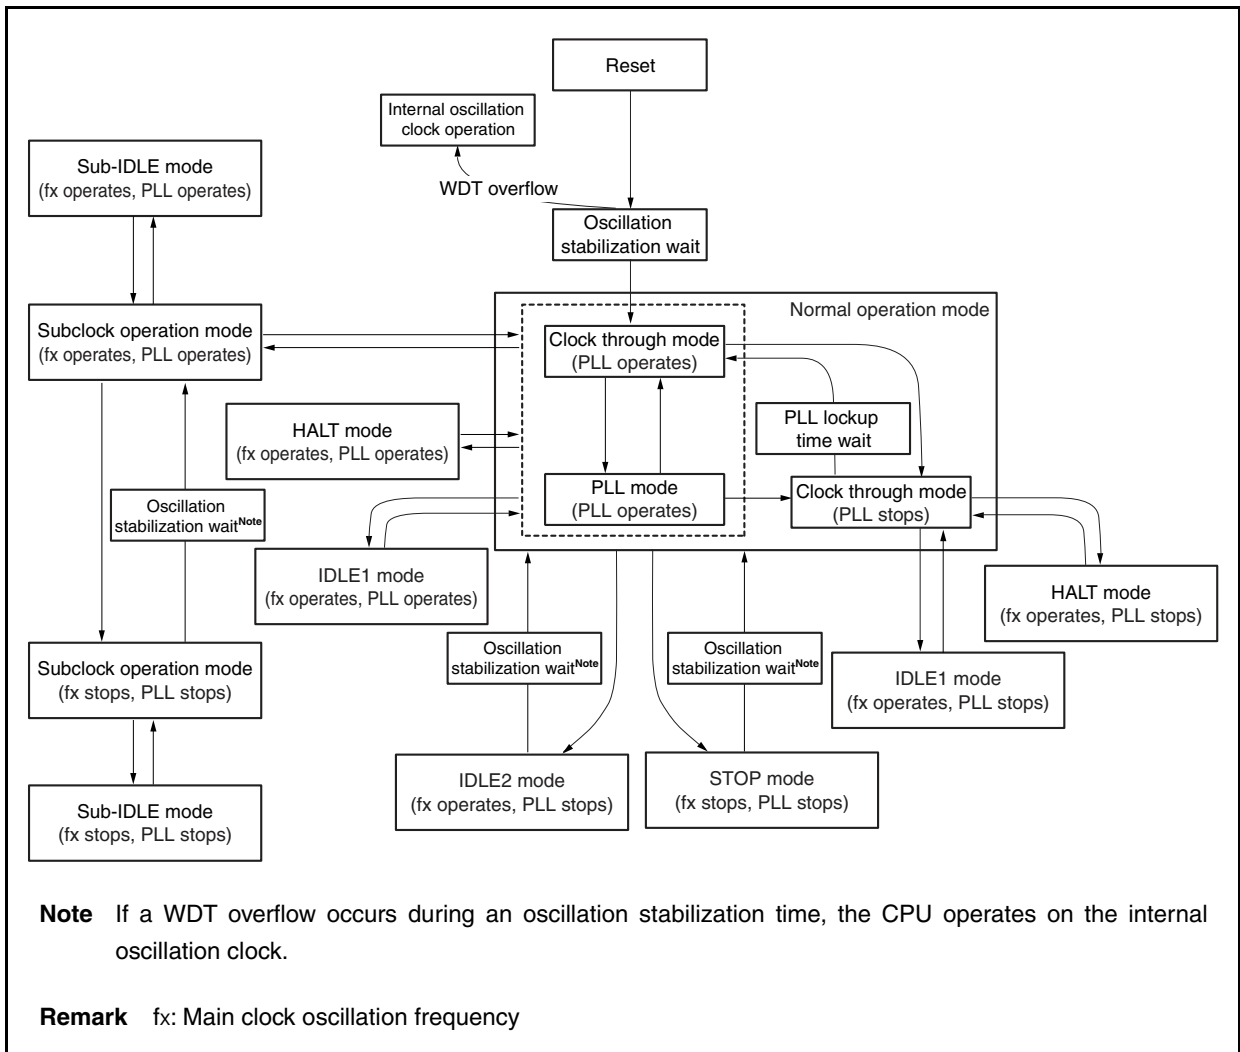 Reset
Internal oscillation
clock operation
WDT overflow
Sub-IDLE mode
(fx operates, PLL operates)
Oscillation
stabilization wait
Normal operation mode
Subclock operation mode
(fx operates, PLL operates)
Clock through mode
(PLL operates)
HALT mode
(fx operates, PLL operates)
PLL lockup
time wait
PLL mode
(PLL operates)
Clock through mode
(PLL stops)
Oscillation
stabilization waitNote
IDLE1 mode
(fx operates, PLL operates)
HALT mode
(fx operates, PLL stops)
Oscillation
stabilization waitNote
Oscillation
stabilization waitNote
Subclock operation mode
(fx stops, PLL stops)
IDLE1 mode
(fx operates, PLL stops)
IDLE2 mode
(fx operates, PLL stops)
STOP mode
(fx stops, PLL stops)
Sub-IDLE mode
(fx stops, PLL stops)
Note If a WDT overflow occurs during an oscillation stabilization time, the CPU operates on the internal
oscillation clock.
Remark fx: Main clock oscillation frequency